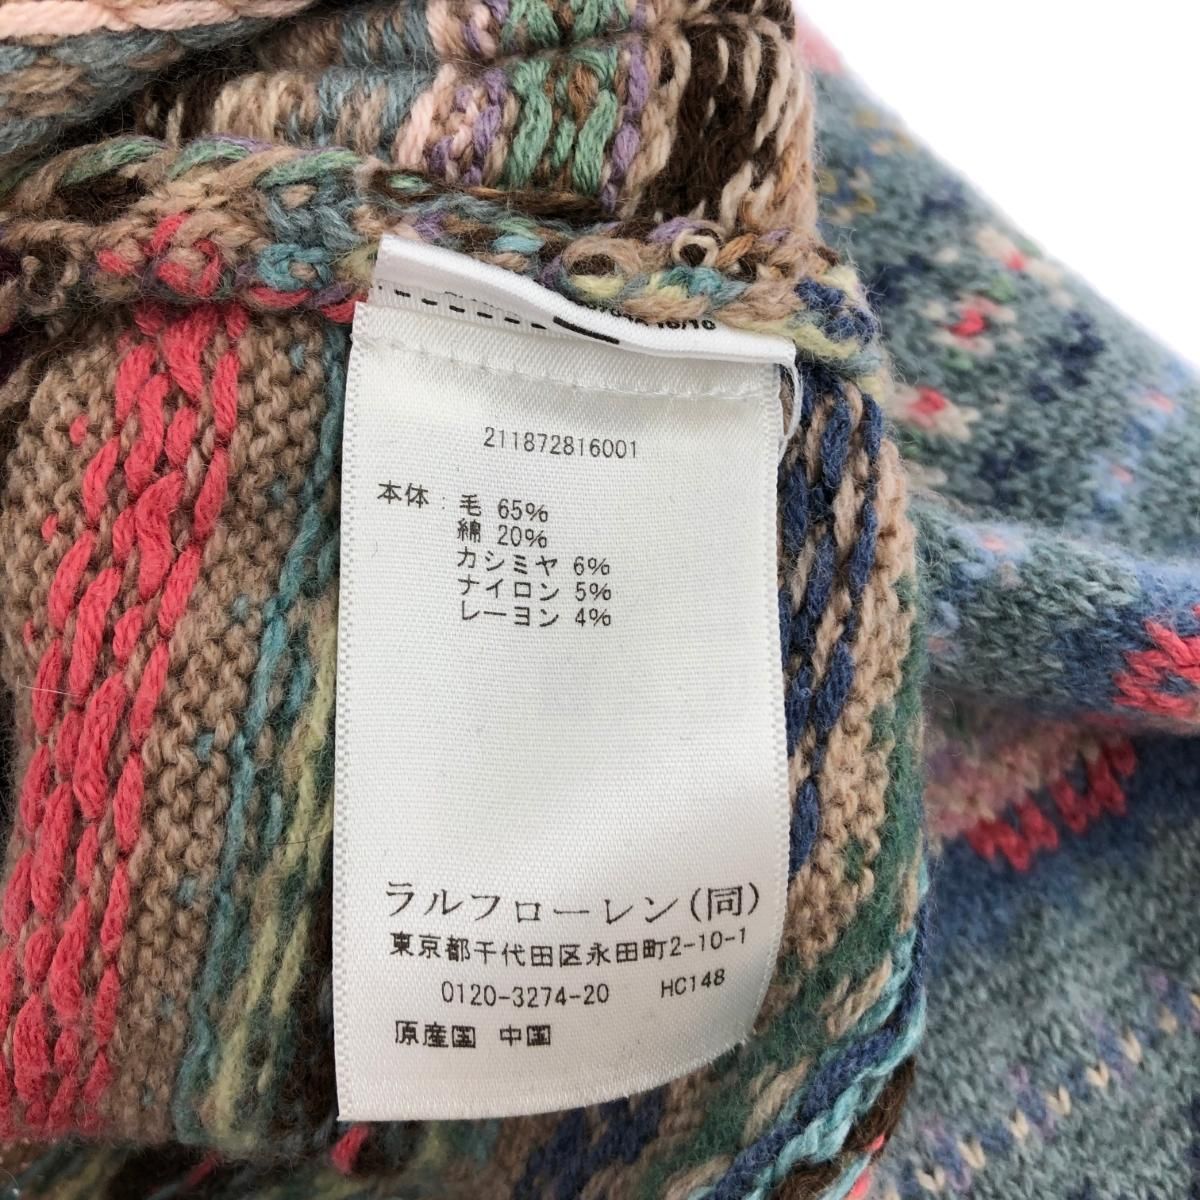 10/10
211872816001
本体：毛 65%
綿 20%
カシミヤ 6%
ナイロン 5%
レーヨン 4%
ラルフローレン(同)
東京都千代田区永田町2-10-1
0120-3274-20 HC148
原産国 中国